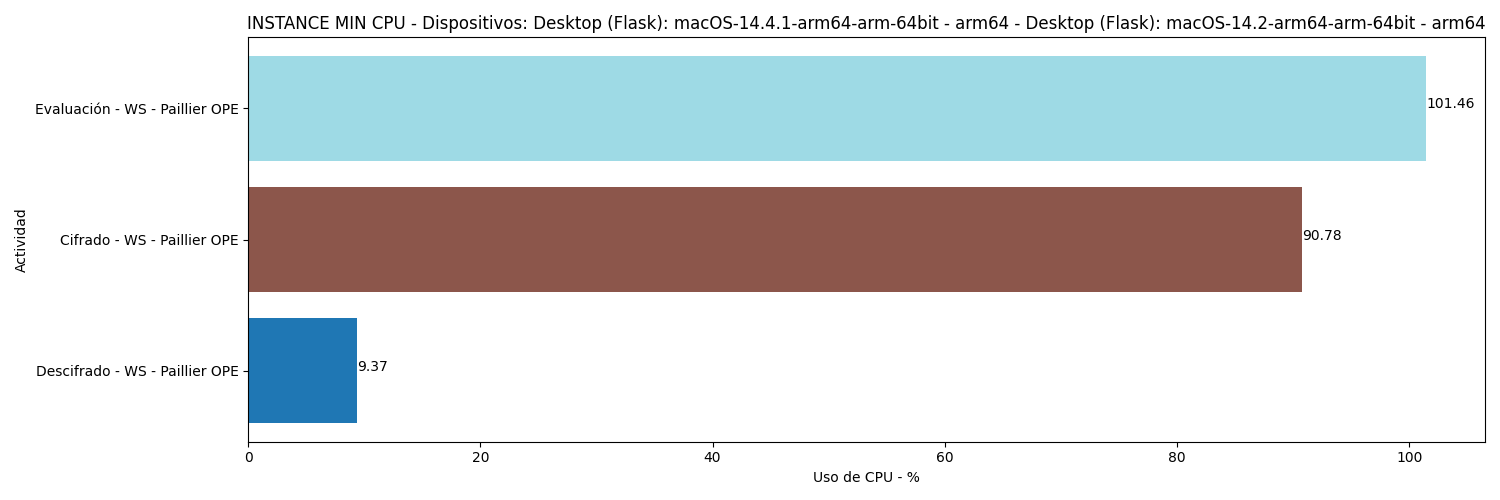 INSTANCE MIN CPU - Dispositivos: Desktop (Flask): macOS-14.4.1-arm64-arm-64bit - arm64 - Desktop (Flask): macOS-14.2-arm64-arm-64bit - arm64
Evaluación - WS - Paillier OPE
101.46
Cifrado - WS - Paillier OPE
90.78
Descifrado - WS - Paillier OPE
9.37
Actividad
0 20 40 60 80 100
Uso de CPU - %